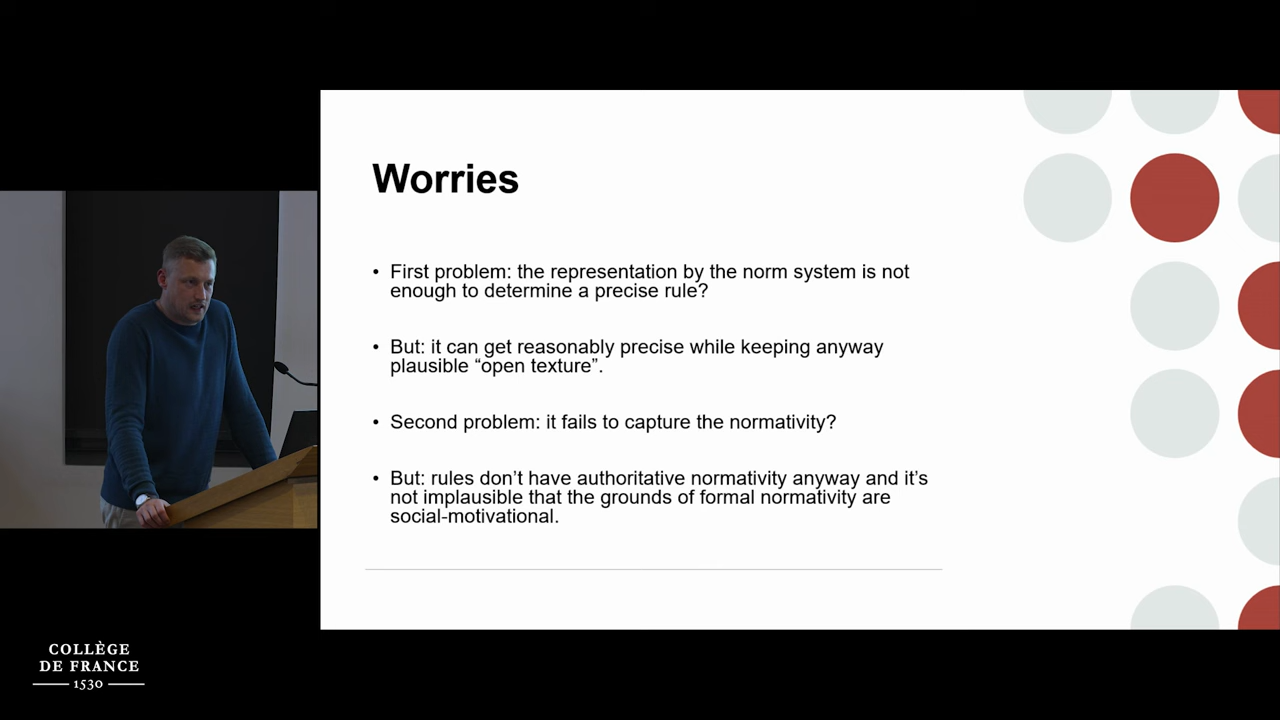 Worries
• First problem: the representation by the norm system is not
enough to determine a precise rule?
• But: it can get reasonably precise while keeping anyway
plausible “open texture”.
• Second problem: it fails to capture the normativity?
• But: rules don’t have authoritative normativity anyway and it’s
not implausible that the grounds of formal normativity are
social-motivational.
COLLÈGE
DE FRANCE
1530